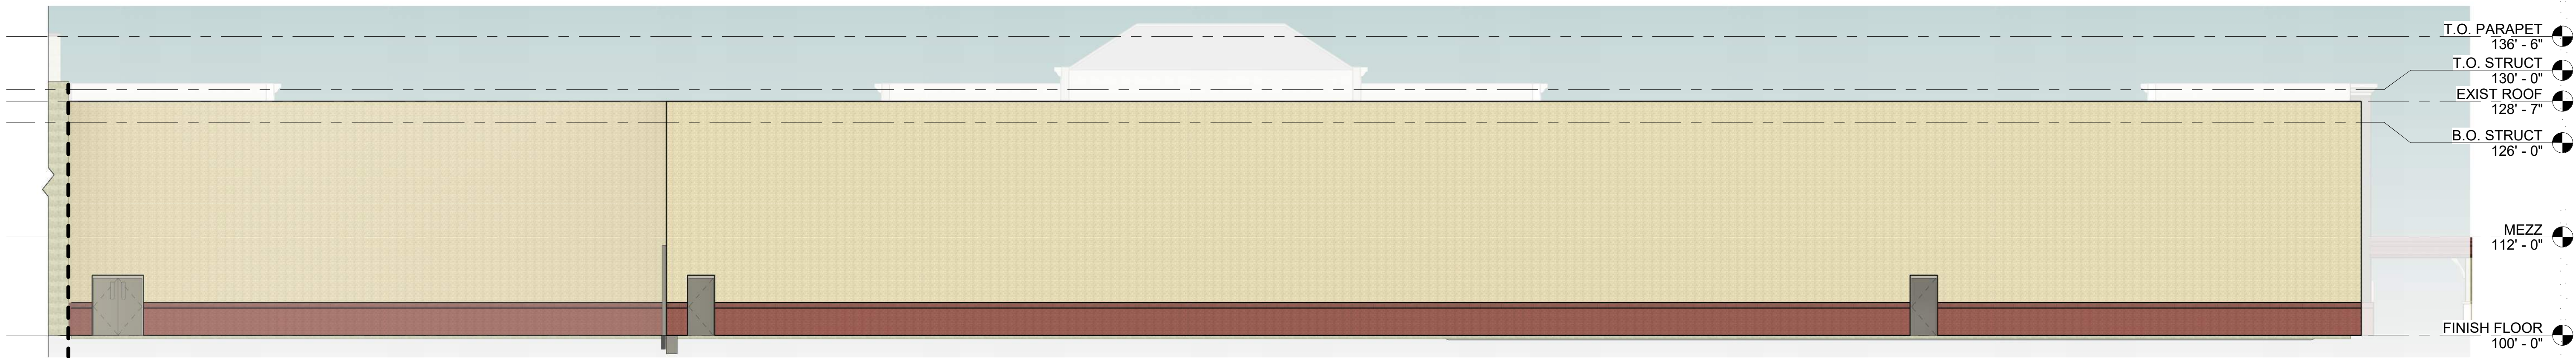 T.O. PARAPET
136' - 6"
T.O. STRUCT
130' - 0"
EXIST ROOF
128' - 7"
B.O. STRUCT
126' - 0"
MEZZ
112' - 0"
FINISH FLOOR
100' - 0"